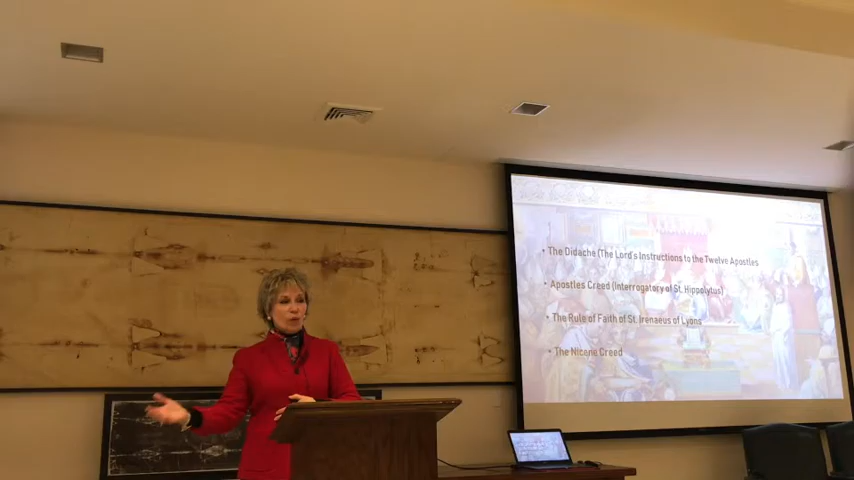 • The Didache (The Lord's Instructions to the Twelve Apostles
• Apostles Creed (Interrogatory of St. Hippolytus)
• The Rule of Faith of St. Irenaeus of Lyons
• The Nicene Creed